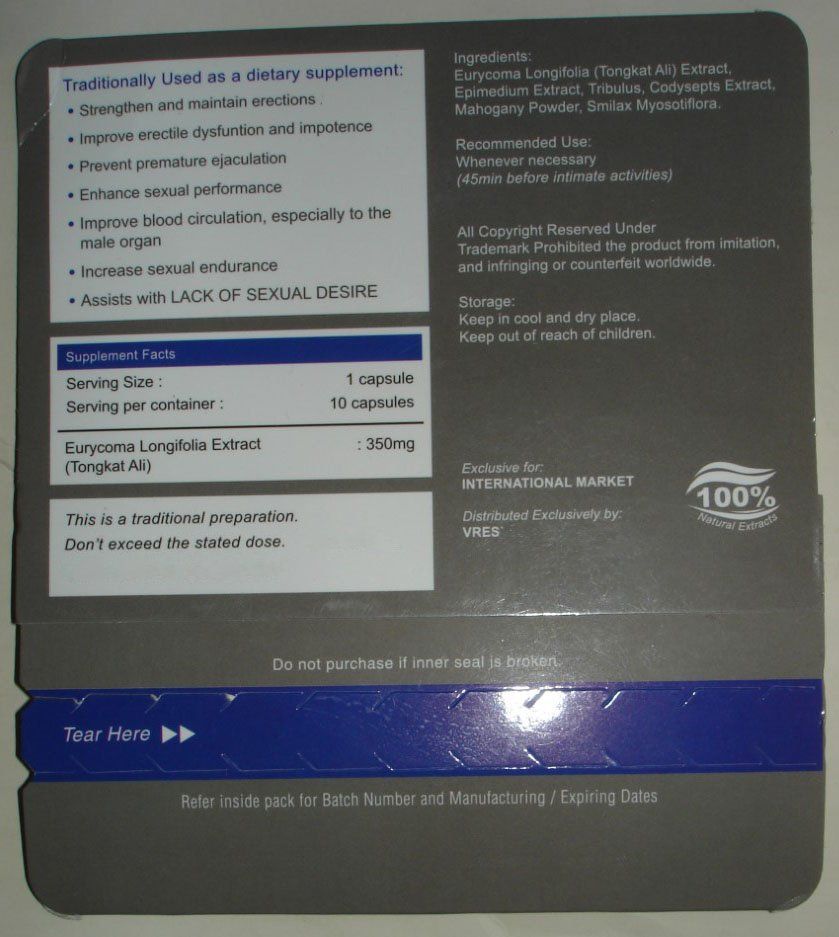 Traditionally Used as a dietary supplement:
• Strengthen and maintain erections .
• Improve erectile dysfuntion and impotence
• Prevent premature ejaculation
• Enhance sexual performance
• Improve blood circulation, especially to the
male organ
• Increase sexual endurance
• Assists with LACK OF SEXUAL DESIRE
Supplement Facts
Serving Size : 1 capsule
Serving per container : 10 capsules
Eurycoma Longifolia Extract : 350mg
(Tongkat Ali)
This is a traditional preparation.
Don't exceed the stated dose.
Ingredients:
Eurycoma Longifolia (Tongkat Ali) Extract,
Epimedium Extract, Tribulus, Codysepts Extract,
Mahogany Powder, Smilax Myosotiflora.
Recommended Use:
Whenever necessary
(45min before intimate activities)
All Copyright Reserved Under
Trademark Prohibited the product from imitation,
and infringing or counterfeit worldwide.
Storage:
Keep in cool and dry place.
Keep out of reach of children.
Exclusive for:
INTERNATIONAL MARKET
Distributed Exclusively by:
VRES
100%
Natural Extracts
Do not purchase if inner seal is broken.
Tear Here ▶▶
Refer inside pack for Batch Number and Manufacturing / Expiring Dates